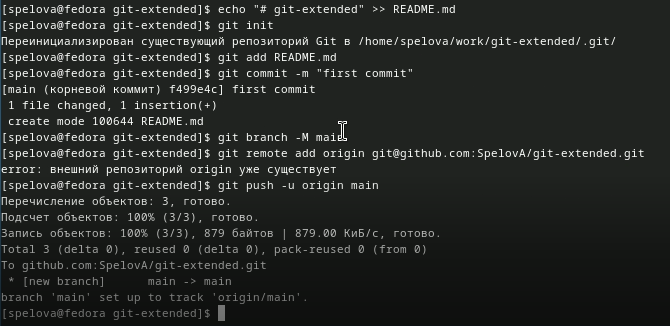 [spelova@fedora git-extended]$ echo "# git-extended" >> README.md
[spelova@fedora git-extended]$ git init
Переинициализирован существующий репозиторий Git в /home/spelova/work/git-extended/.git/
[spelova@fedora git-extended]$ git add README.md
[spelova@fedora git-extended]$ git commit -m "first commit"
[main (корневой коммит) f499e4c] first commit
 1 file changed, 1 insertion(+)
 create mode 100644 README.md
[spelova@fedora git-extended]$ git branch -M main
[spelova@fedora git-extended]$ git remote add origin git@github.com:SpelovA/git-extended.git
error: внешний репозиторий origin уже существует
[spelova@fedora git-extended]$ git push -u origin main
Перечисление объектов: 3, готово.
Подсчет объектов: 100% (3/3), готово.
Запись объектов: 100% (3/3), 879 байтов | 879.00 КиБ/с, готово.
Total 3 (delta 0), reused 0 (delta 0), pack-reused 0 (from 0)
To github.com:SpelovA/git-extended.git
 * [new branch]      main -> main
branch 'main' set up to track 'origin/main'.
[spelova@fedora git-extended]$